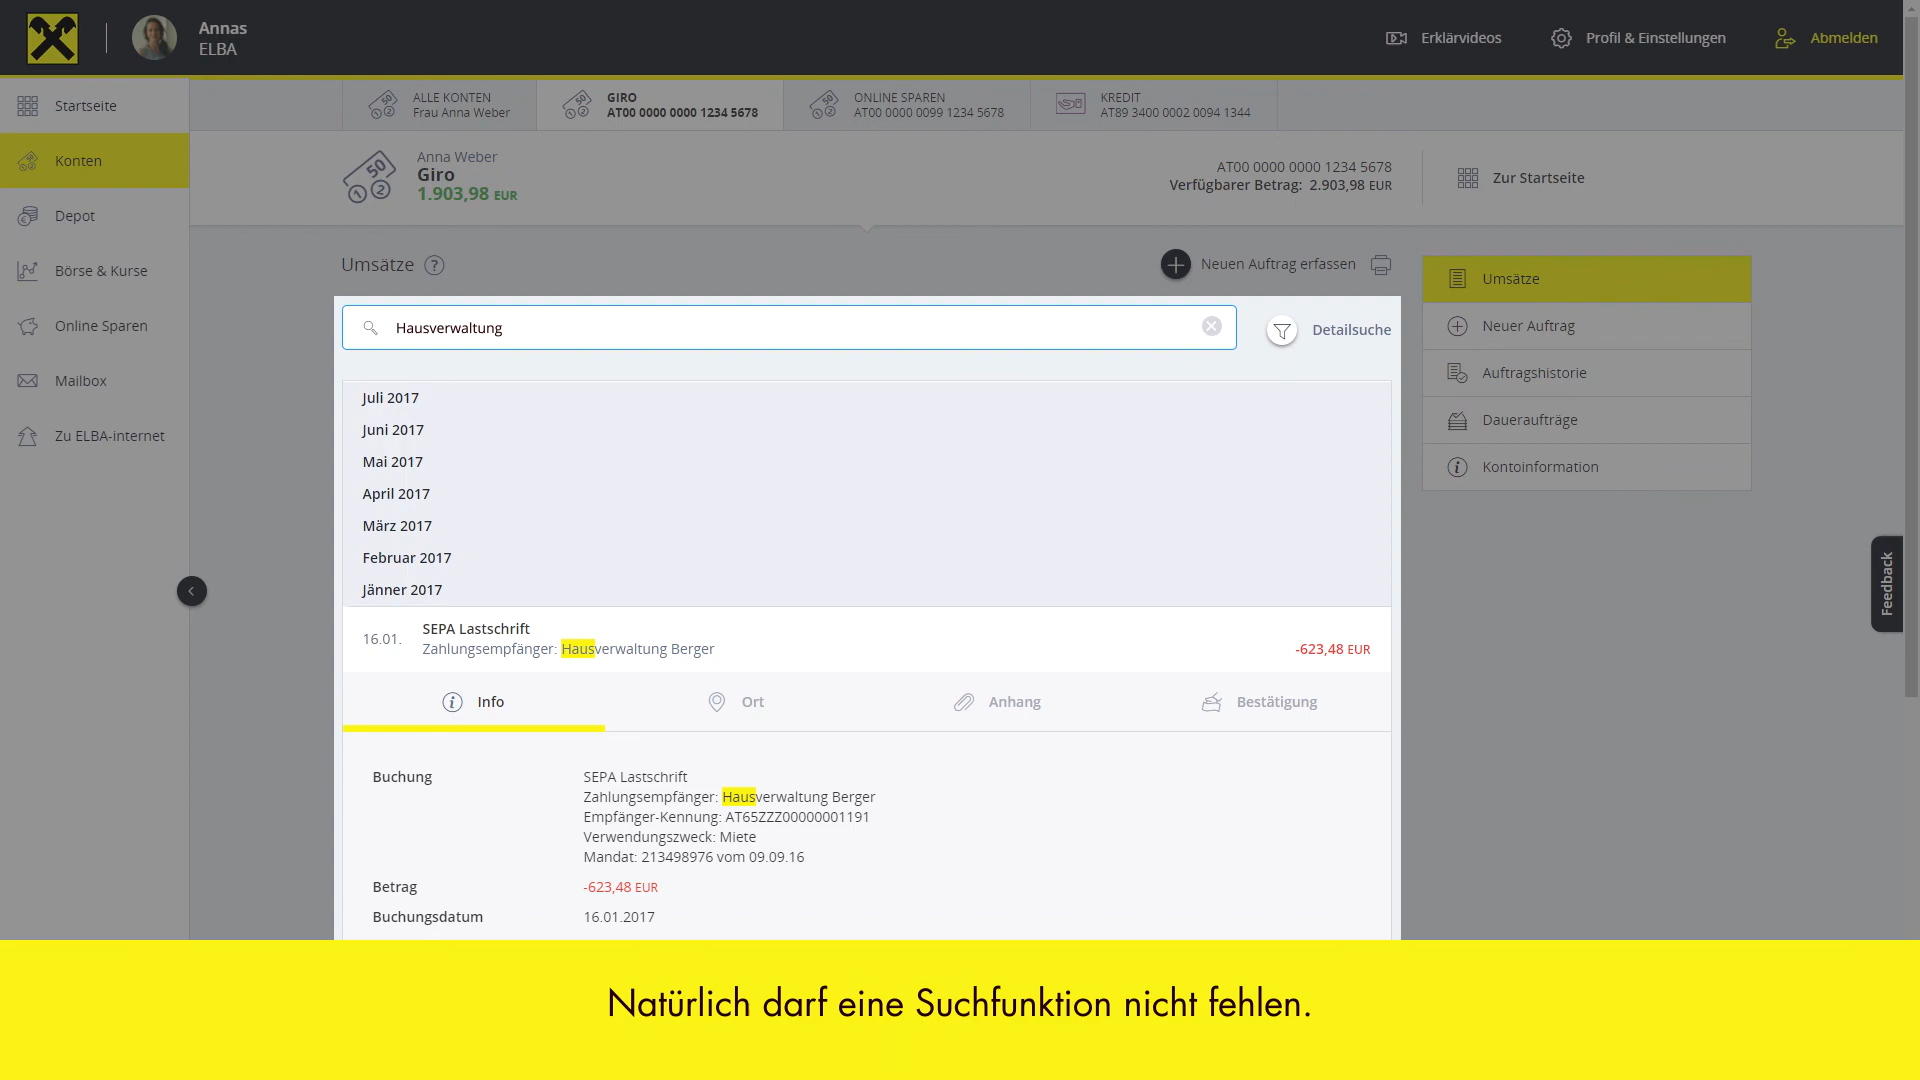 Annas
ELBA
Erklärvideos
Profil & Einstellungen
Abmelden
Startseite
Konten
Depot
Börse & Kurse
Online Sparen
Mailbox
Zu ELBA-internet
ALLE KONTEN
Frau Anna Weber
GIRO
AT00 0000 0000 1234 5678
ONLINE SPAREN
AT00 0000 0099 1234 5678
KREDIT
AT89 3400 0002 0094 1344
Anna Weber
Giro
1.903,98 EUR
AT00 0000 0000 1234 5678
Verfügbarer Betrag: 2.903,98 EUR
Zur Startseite
Umsätze ?
Neuen Auftrag erfassen
Hausverwaltung
Detailsuche
Juli 2017
Juni 2017
Mai 2017
April 2017
März 2017
Februar 2017
Jänner 2017
16.01.
SEPA Lastschrift
Zahlungsempfänger: Hausverwaltung Berger
-623,48 EUR
Info
Ort
Anhang
Bestätigung
Buchung
SEPA Lastschrift
Zahlungsempfänger: Hausverwaltung Berger
Empfänger-Kennung: AT65ZZZ00000001191
Verwendungszweck: Miete
Mandat: 213498976 vom 09.09.16
Betrag
-623,48 EUR
Buchungsdatum
16.01.2017
Umsätze
Neuer Auftrag
Auftragshistorie
Daueraufträge
Kontoinformation
Feedback
Natürlich darf eine Suchfunktion nicht fehlen.